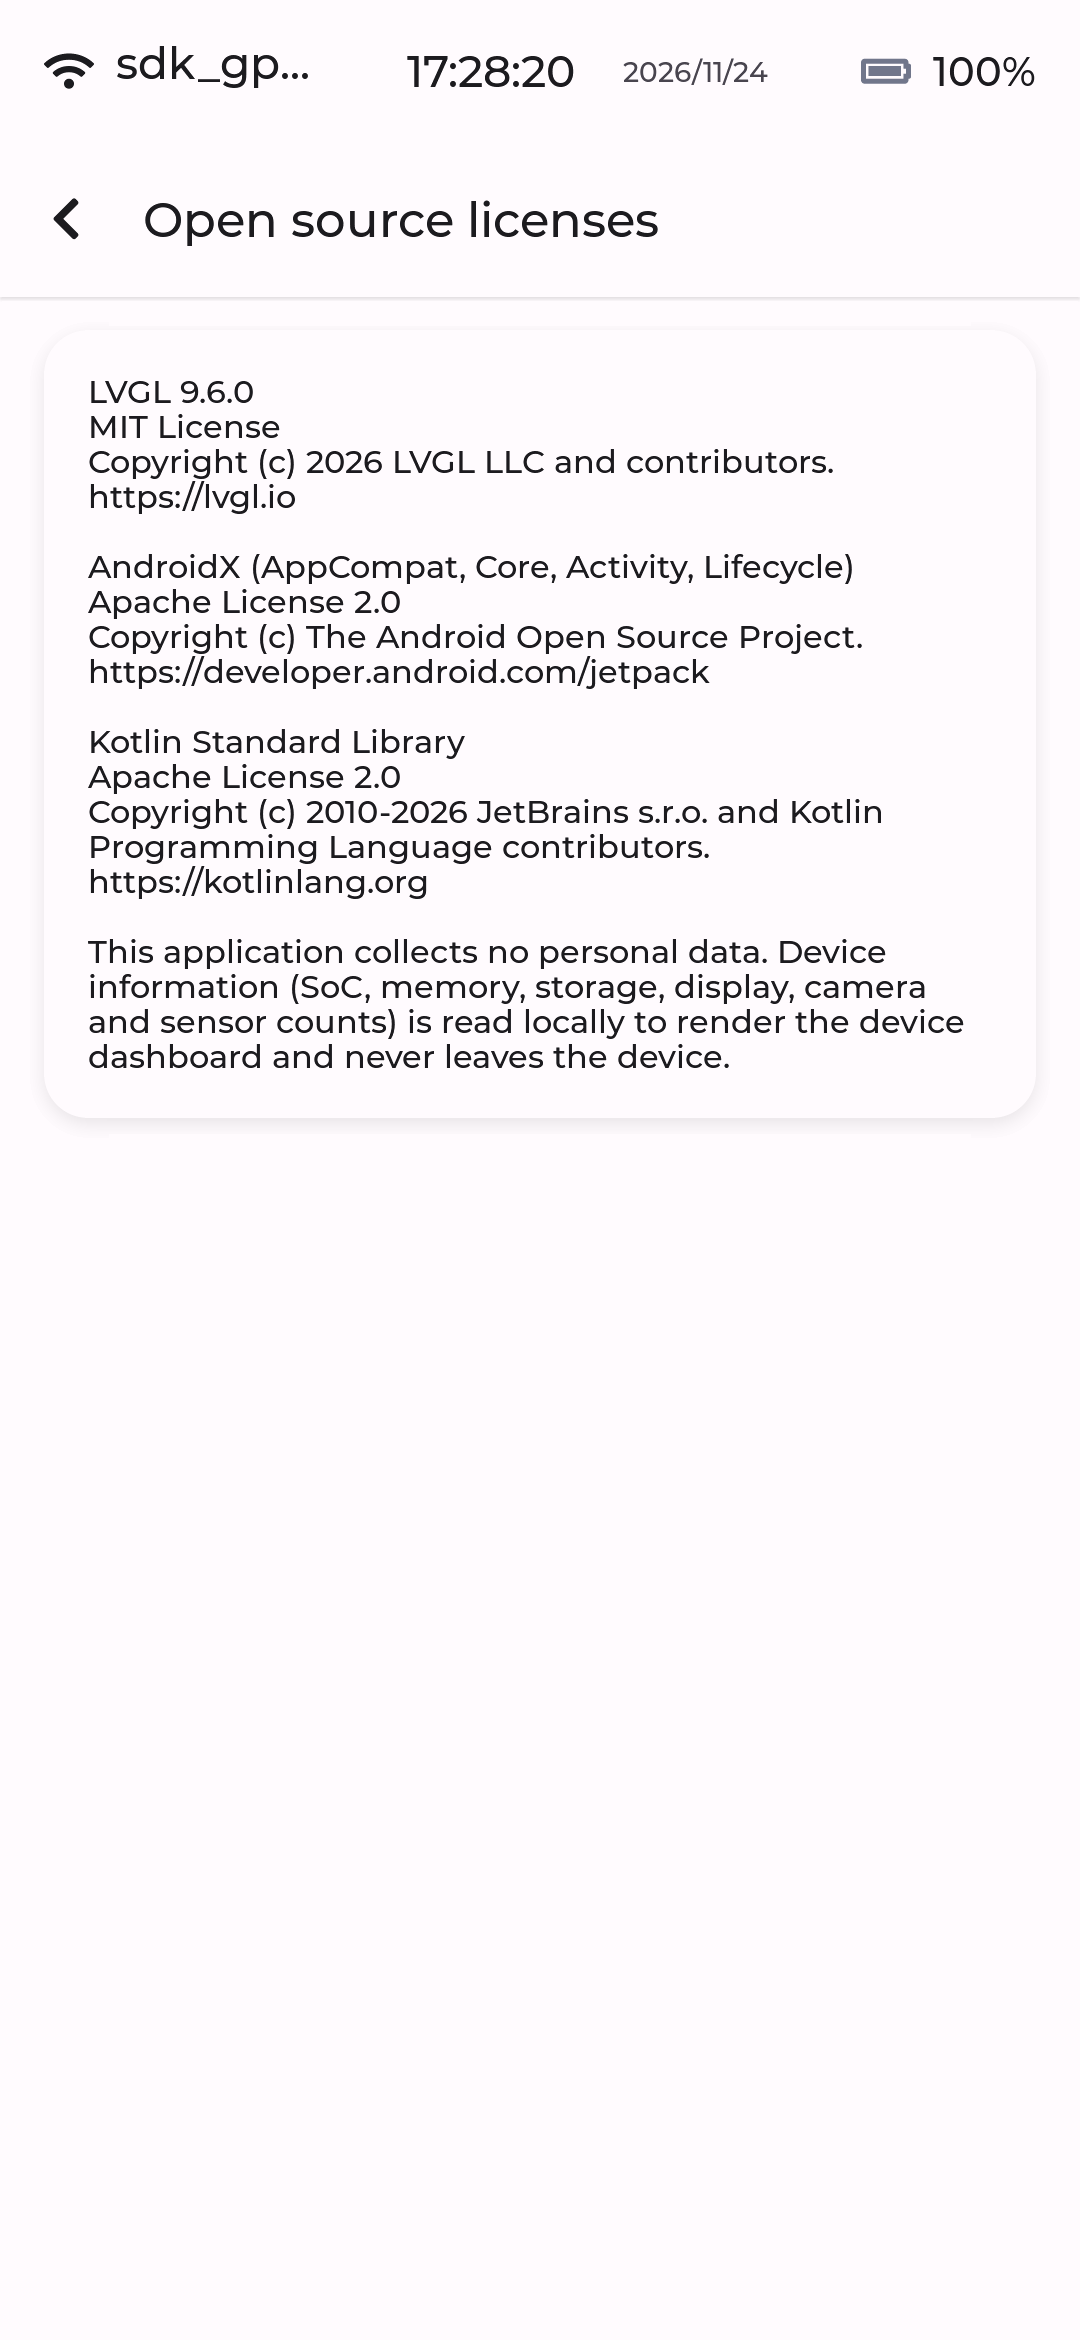 sdk_gp...
17:28:20
2026/11/24
100%
Open source licenses
LVGL 9.6.0
MIT License
Copyright (c) 2026 LVGL LLC and contributors.
https://lvgl.io
AndroidX (AppCompat, Core, Activity, Lifecycle)
Apache License 2.0
Copyright (c) The Android Open Source Project.
https://developer.android.com/jetpack
Kotlin Standard Library
Apache License 2.0
Copyright (c) 2010-2026 JetBrains s.r.o. and Kotlin
Programming Language contributors.
https://kotlinlang.org
This application collects no personal data. Device
information (SoC, memory, storage, display, camera
and sensor counts) is read locally to render the device
dashboard and never leaves the device.